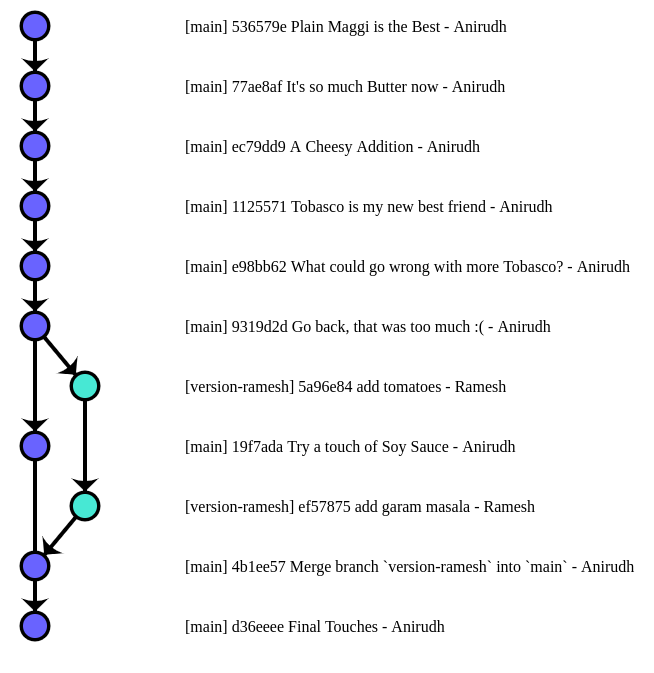 [main] 536579e Plain Maggi is the Best - Anirudh
[main] 77ae8af It's so much Butter now - Anirudh
[main] ec79dd9 A Cheesy Addition - Anirudh
[main] 1125571 Tobasco is my new best friend - Anirudh
[main] e98bb62 What could go wrong with more Tobasco? - Anirudh
[main] 9319d2d Go back, that was too much :( - Anirudh
[version-ramesh] 5a96e84 add tomatoes - Ramesh
[main] 19f7ada Try a touch of Soy Sauce - Anirudh
[version-ramesh] ef57875 add garam masala - Ramesh
[main] 4b1ee57 Merge branch `version-ramesh` into `main` - Anirudh
[main] d36eeee Final Touches - Anirudh